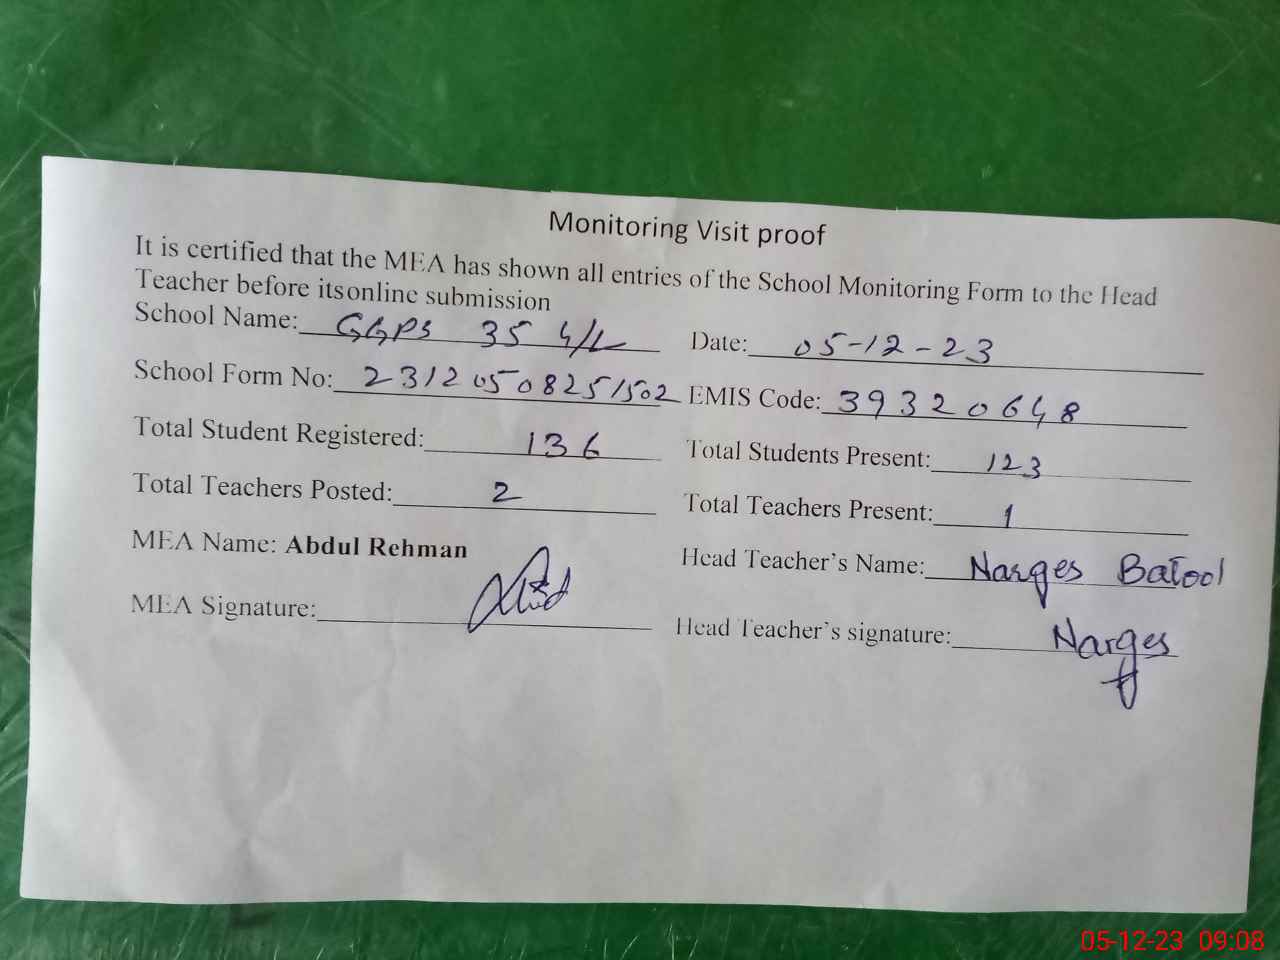 Monitoring Visit proof
It is certified that the MEA has shown all entries of the School Monitoring Form to the Head
Teacher before itsonline submission
School Name: GGPS 35 4/L Date: 05-12-23
School Form No: 23120508251502 EMIS Code: 39320648
Total Student Registered: 136 Total Students Present: 123
Total Teachers Posted: 2 Total Teachers Present: 1
MEA Name: Abdul Rehman Head Teacher's Name: Narges Batool
MEA Signature: Head Teacher's signature: Narges
05-12-23 09:08